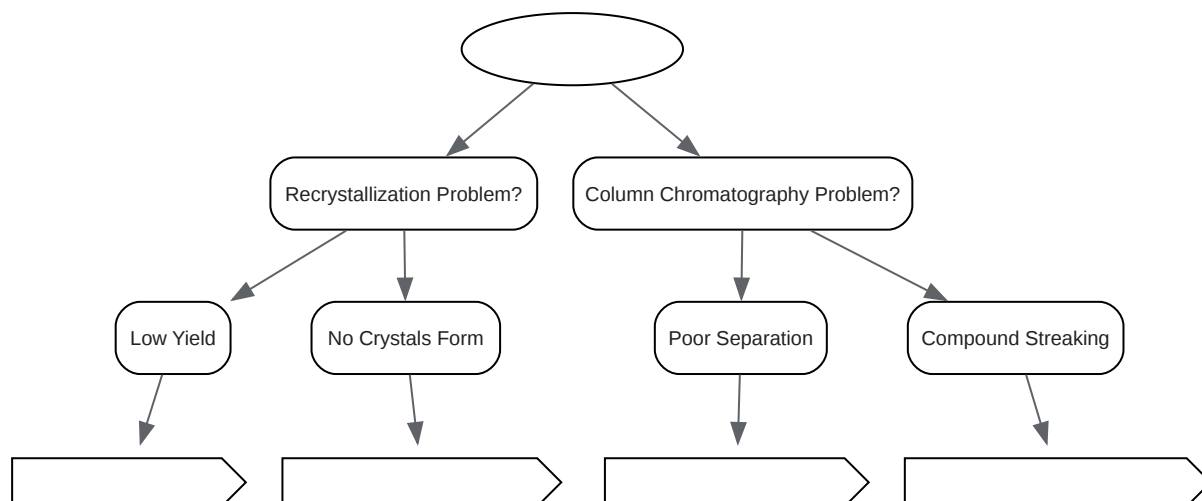 Recrystallization Problem?
Column Chromatography Problem?
Low Yield
No Crystals Form
Poor Separation
Compound Streaking